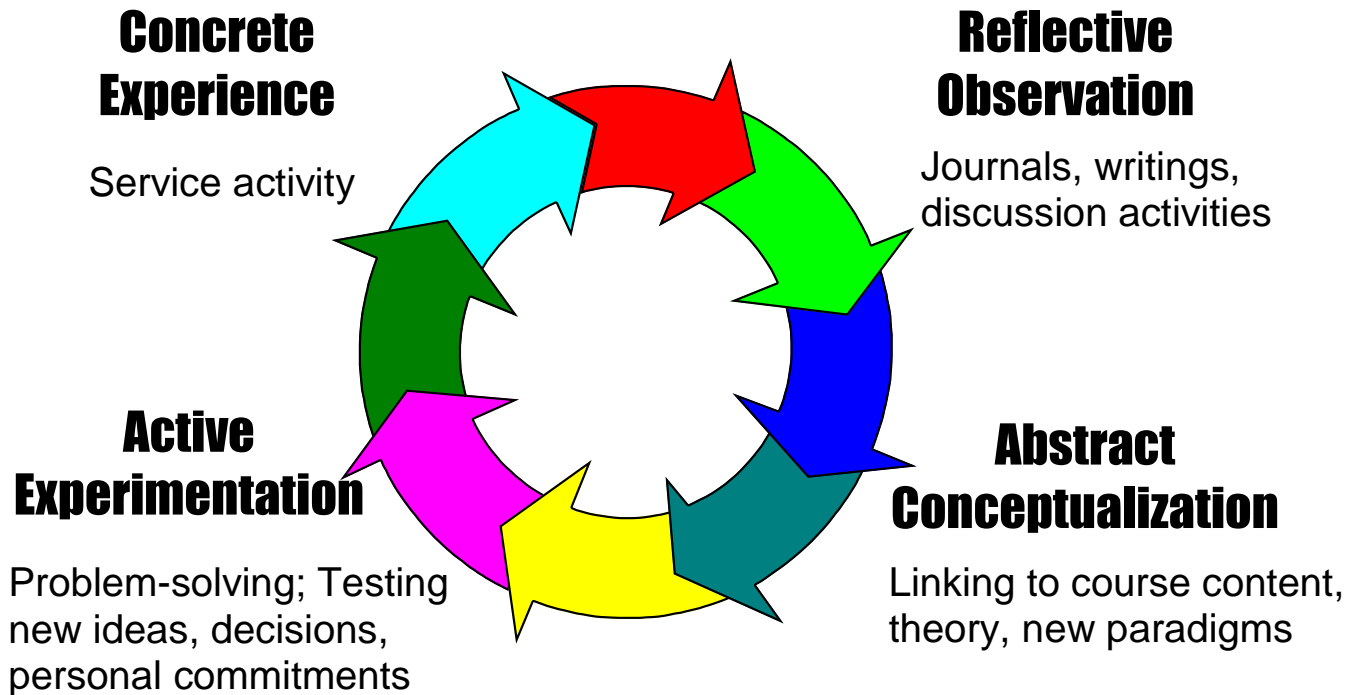 Concrete
Experience
Service activity
Reflective
Observation
Journals, writings,
discussion activities
Active
Experimentation
Problem-solving; Testing
new ideas, decisions,
personal commitments
Abstract
Conceptualization
Linking to course content,
theory, new paradigms